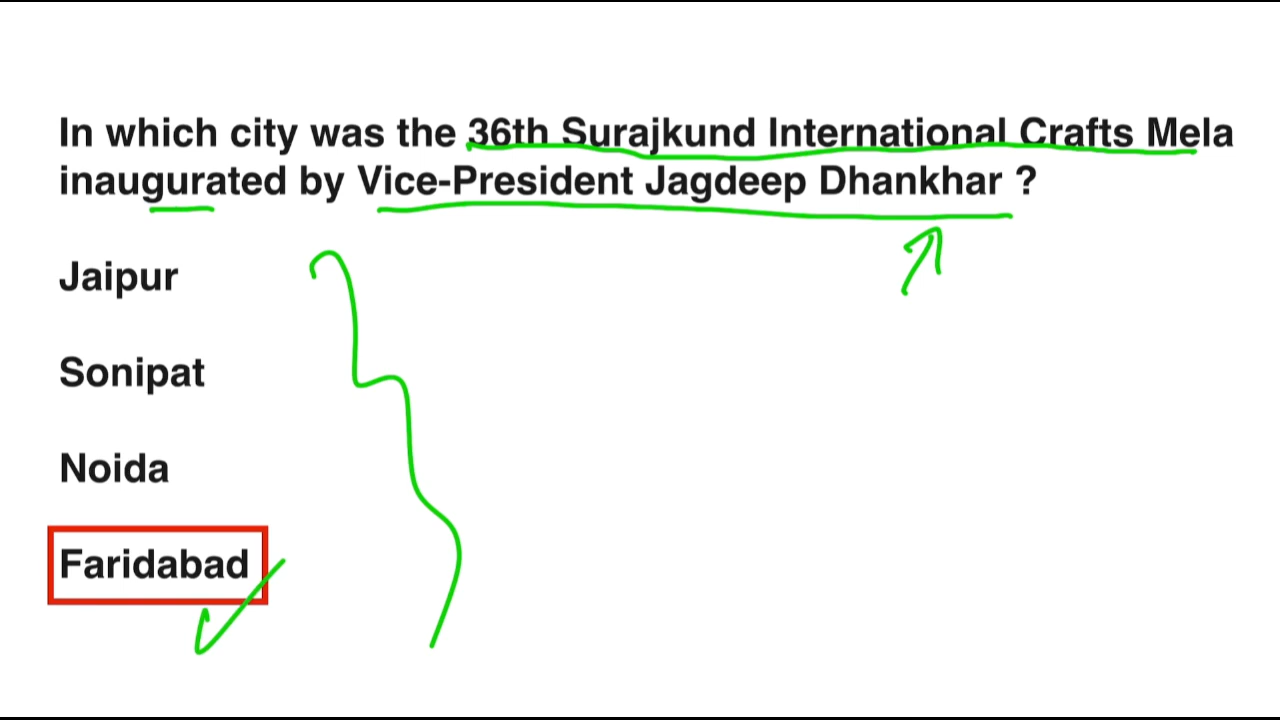 In which city was the 36th Surajkund International Crafts Mela
inaugurated by Vice-President Jagdeep Dhankhar ?
Jaipur
Sonipat
Noida
Faridabad